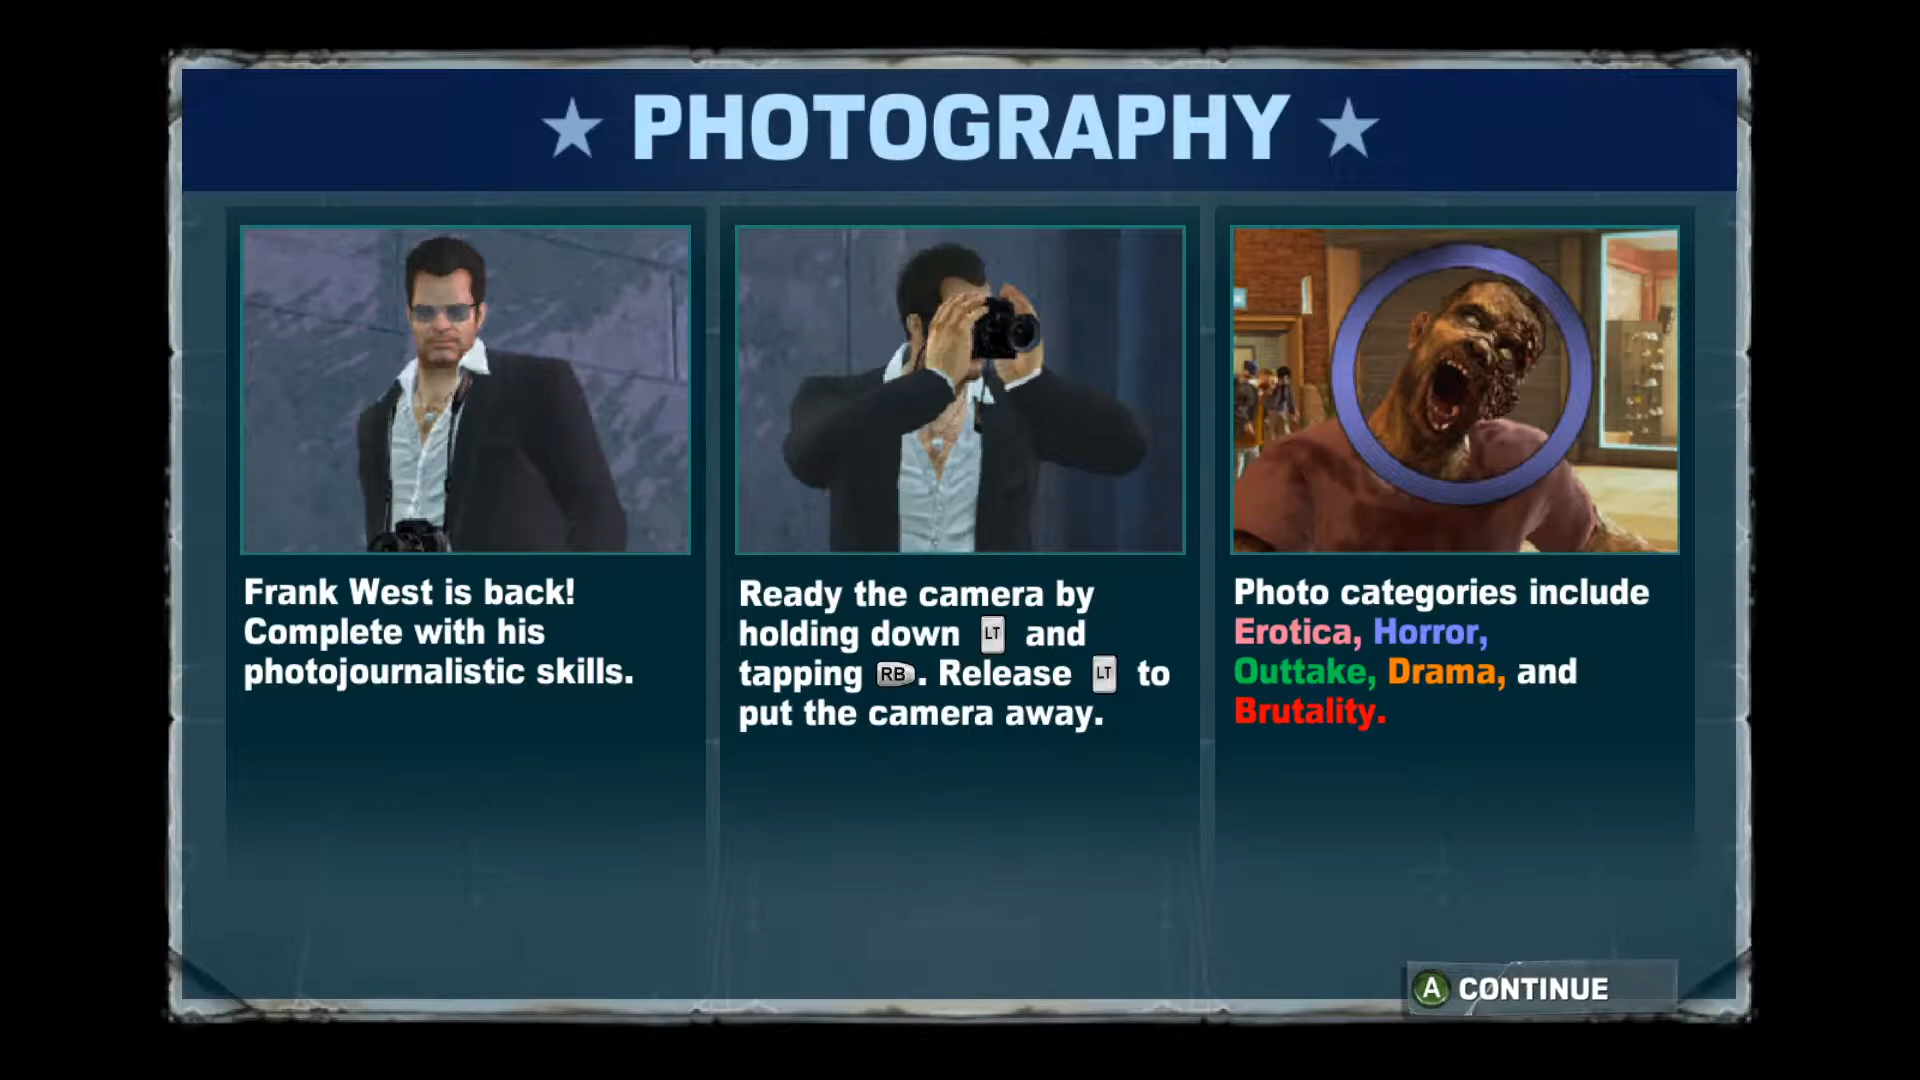 PHOTOGRAPHY
Frank West is back!
Complete with his
photojournalistic skills.
Ready the camera by
holding down LT and
tapping RB. Release LT to
put the camera away.
Photo categories include
Erotica, Horror,
Outtake, Drama, and
Brutality.
A CONTINUE